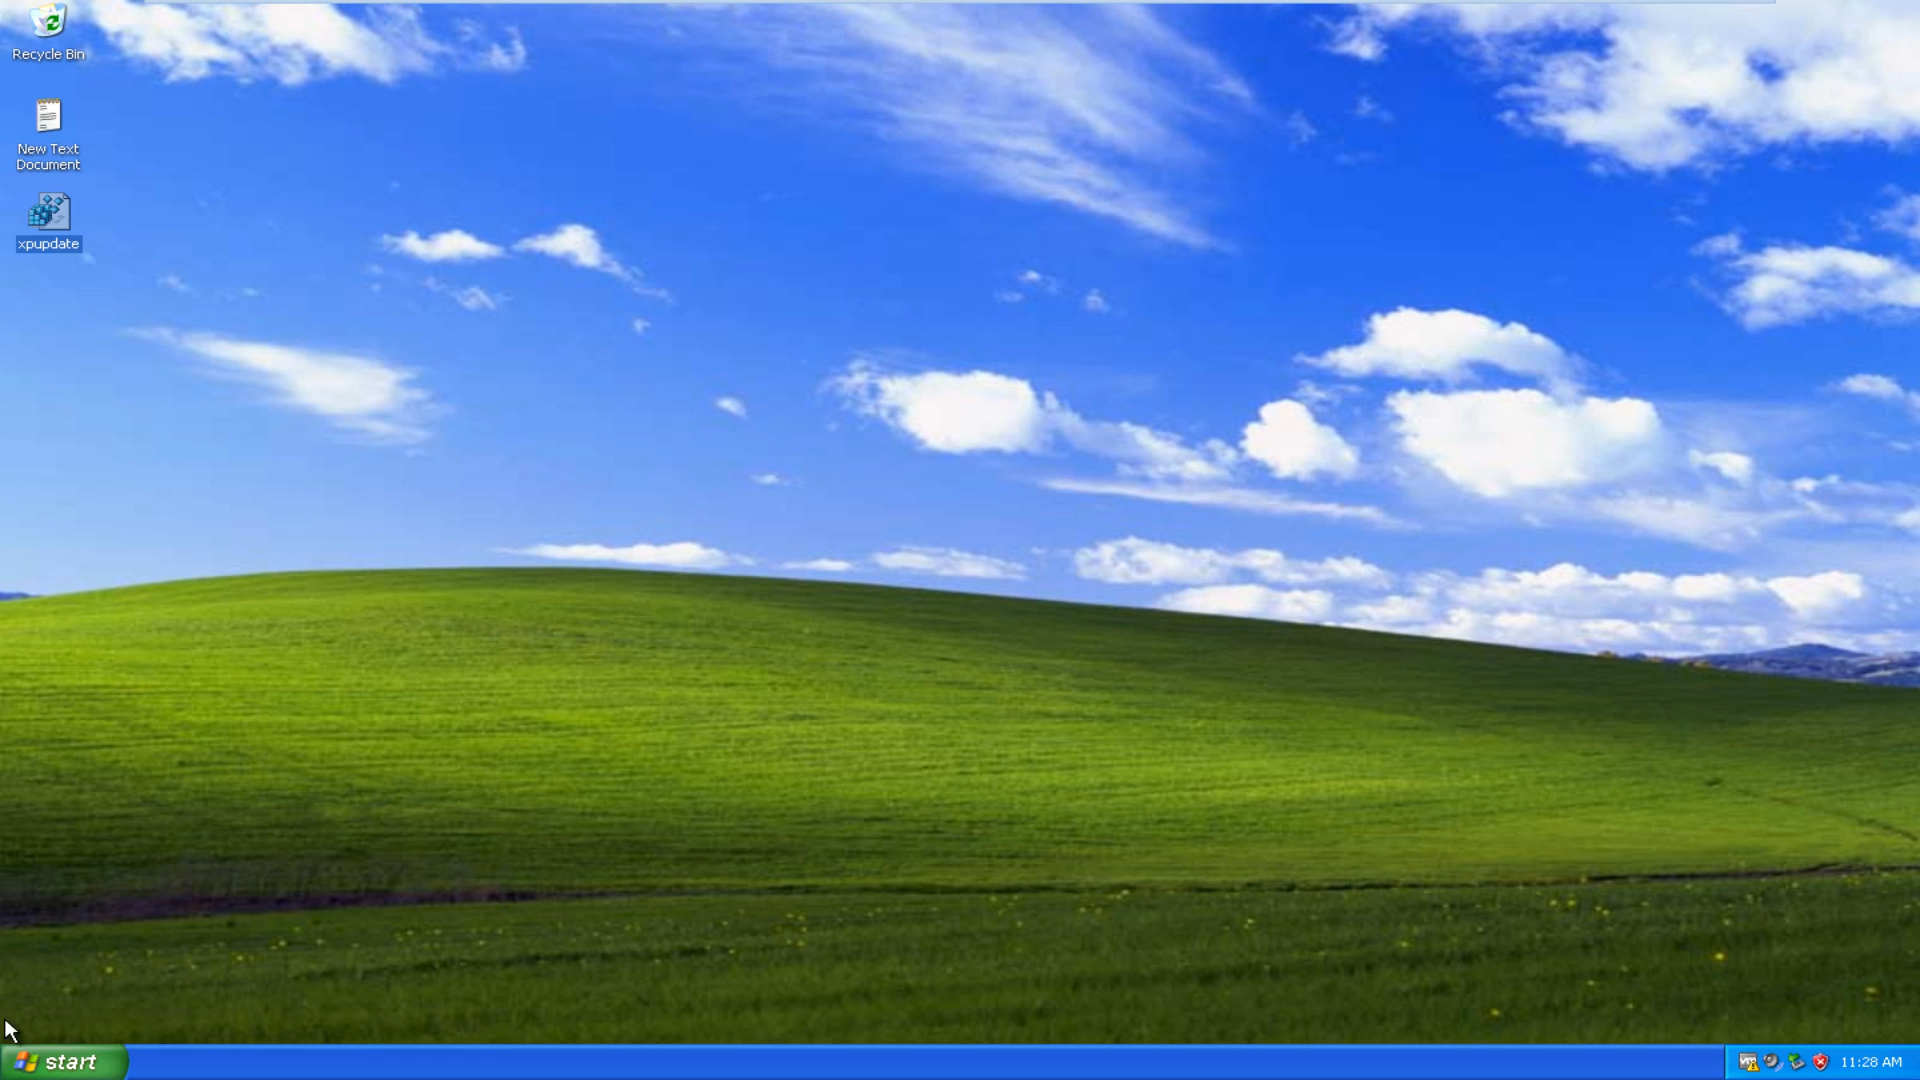 Recycle Bin
New Text
Document
xpupdate
start
11:28 AM